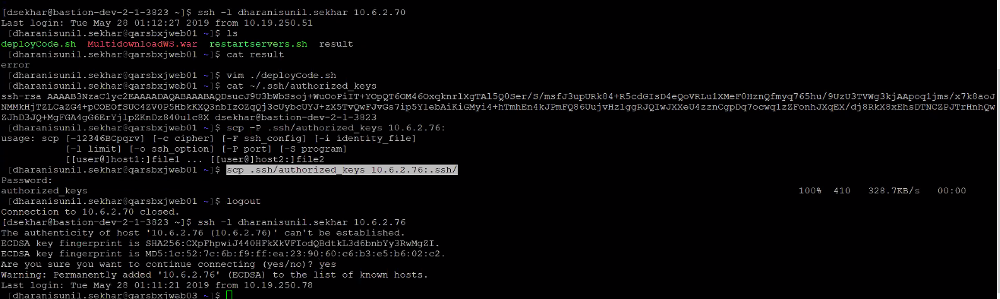 [dsekhar@bastion-dev-2-1-3823 ~]$ ssh -l dharanisunil.sekhar 10.6.2.70
Last login: Tue May 28 01:12:27 2019 from 10.19.250.51
[dharanisunil.sekhar@qarsbxjweb01 ~]$ ls
deployCode.sh MultidownloadWS.war restartservers.sh result
[dharanisunil.sekhar@qarsbxjweb01 ~]$ cat result
error
[dharanisunil.sekhar@qarsbxjweb01 ~]$ vim ./deployCode.sh
[dharanisunil.sekhar@qarsbxjweb01 ~]$ cat ~/.ssh/authorized_keys
ssh-rsa AAAAB3NzaC1yc2EAAAADAQABAAABAQDsucJ9U3bWbSsoj+WuOoPiIT+YOpQT6OM46OxqknrlXgTAl5Q0Ser/S/msfJ3upURk84+R5cdGIsD4eQoVRLu1XMeF0HznQfmyq765hu/9UzU3TVWg3kjAApoq1jms/x7k8aoJ
NMMkHjTZLCaZG4+pCOEOfSUC4ZV0P5HbkKXQ3nbIzOZqQj3cUybcUYJ+zX5TvQwFJvGs7ip5Y1ebAiKiGMyi4+hTmhEn4kJPmFQ86UujvHz1ggRJQIwJXXeU4zznCgpDq7ocwq1zZFonhJXqEX/dj8RkX8xEhsDTNCZPJTrHnhQw
ZJhD3JQ+MgFGA4gG6ErYjlpZKnDz840ulc8X dsekhar@bastion-dev-2-1-3823
[dharanisunil.sekhar@qarsbxjweb01 ~]$ scp -P .ssh/authorized_keys 10.6.2.76:
usage: scp [-12346BCpqrv] [-c cipher] [-F ssh_config] [-i identity_file]
[-l limit] [-o ssh_option] [-P port] [-S program]
[[user@]host1:]file1 ... [[user@]host2:]file2
[dharanisunil.sekhar@qarsbxjweb01 ~]$ scp .ssh/authorized_keys 10.6.2.76:.ssh/
Password:
authorized_keys 100% 410 328.7KB/s 00:00
[dharanisunil.sekhar@qarsbxjweb01 ~]$ logout
Connection to 10.6.2.70 closed.
[dsekhar@bastion-dev-2-1-3823 ~]$ ssh -l dharanisunil.sekhar 10.6.2.76
The authenticity of host '10.6.2.76 (10.6.2.76)' can't be established.
ECDSA key fingerprint is SHA256:CXpFhpwiJ440HFkXkVFIodQBdtkL3d6bnbYy3RwMgZI.
ECDSA key fingerprint is MD5:1c:52:7c:6b:f9:ff:ea:23:90:60:c6:b3:e5:b6:02:c2.
Are you sure you want to continue connecting (yes/no)? yes
Warning: Permanently added '10.6.2.76' (ECDSA) to the list of known hosts.
Last login: Tue May 28 01:11:21 2019 from 10.19.250.78
[dharanisunil.sekhar@qarsbxjweb03 ~]$